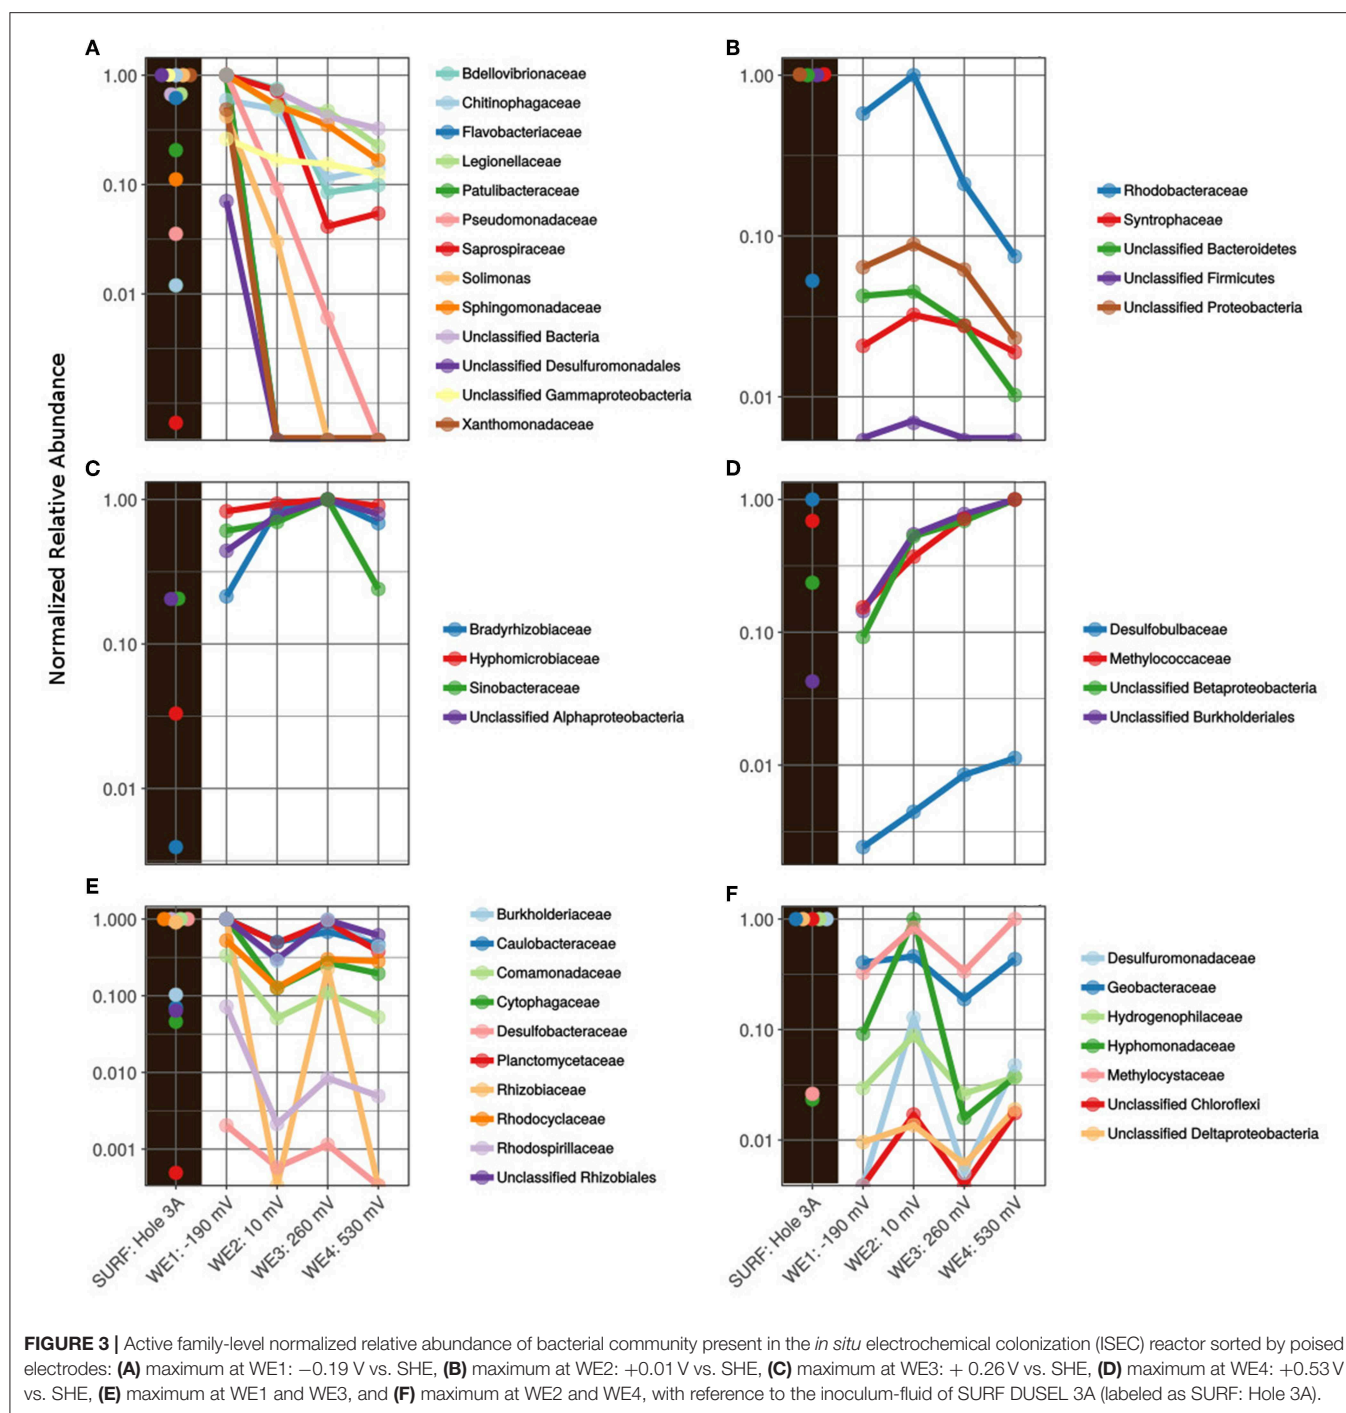 A
1.00
0.10
0.01
Bdellovibrionaceae
Chitinophagaceae
Flavobacteriaceae
Legionellaceae
Patulibacteraceae
Pseudomonadaceae
Saprospiraceae
Solimonas
Sphingomonadaceae
Unclassified Bacteria
Unclassified Desulfuromonadales
Unclassified Gammaproteobacteria
Xanthomonadaceae
B
1.00
0.10
0.01
Rhodobacteraceae
Syntrophaceae
Unclassified Bacteroidetes
Unclassified Firmicutes
Unclassified Proteobacteria
Normalized Relative Abundance
C
1.00
0.10
0.01
Bradyrhizobiaceae
Hyphomicrobiaceae
Sinobacteraceae
Unclassified Alphaproteobacteria
D
1.00
0.10
0.01
Desulfobulbaceae
Methylococcaceae
Unclassified Betaproteobacteria
Unclassified Burkholderiales
E
1.000
0.100
0.010
0.001
Burkholderiaceae
Caulobacteraceae
Comamonadaceae
Cytophagaceae
Desulfobacteraceae
Planctomycetaceae
Rhizobiaceae
Rhodocyclaceae
Rhodospirillaceae
Unclassified Rhizobiales
SURF: Hole 3A
WE1: -190 mV
WE2: 10 mV
WE3: 260 mV
WE4: 530 mV
F
1.00
0.10
0.01
Desulfuromonadaceae
Geobacteraceae
Hydrogenophilaceae
Hyphomonadaceae
Methylocystaceae
Unclassified Chloroflexi
Unclassified Deltaproteobacteria
SURF: Hole 3A
WE1: -190 mV
WE2: 10 mV
WE3: 260 mV
WE4: 530 mV
FIGURE 3 | Active family-level normalized relative abundance of bacterial community present in the in situ electrochemical colonization (ISEC) reactor sorted by poised
electrodes: (A) maximum at WE1: −0.19 V vs. SHE, (B) maximum at WE2: +0.01 V vs. SHE, (C) maximum at WE3: + 0.26 V vs. SHE, (D) maximum at WE4: +0.53 V
vs. SHE, (E) maximum at WE1 and WE3, and (F) maximum at WE2 and WE4, with reference to the inoculum-fluid of SURF DUSEL 3A (labeled as SURF: Hole 3A).